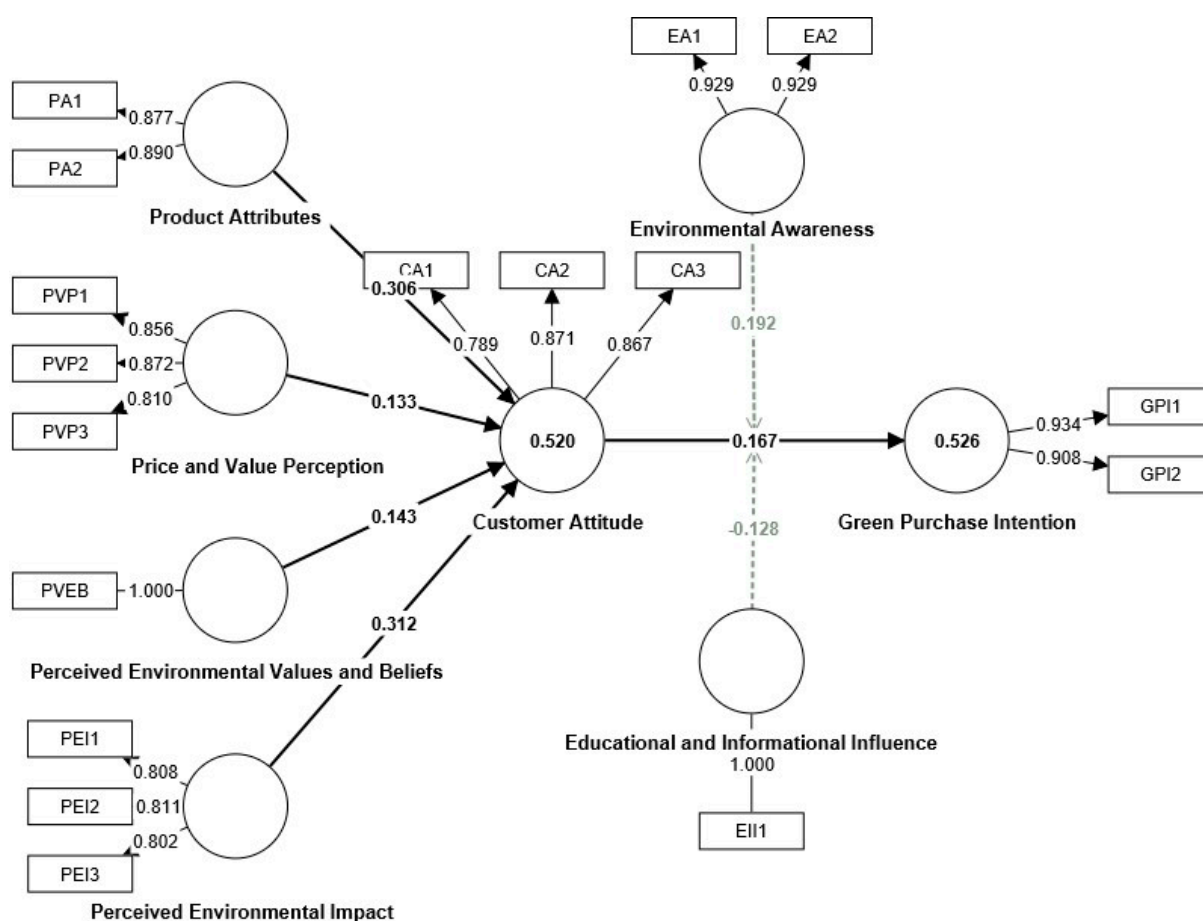 EA1
EA2
0.929
0.929
PA1
0.877
PA2
0.890
Product Attributes
Environmental Awareness
CA1
CA2
CA3
0.306
0.789
0.871
0.867
0.192
PVP1
0.856
PVP2
0.872
PVP3
0.810
0.133
Price and Value Perception
0.520
0.167
0.526
Customer Attitude
Green Purchase Intention
GPI1
0.934
GPI2
0.908
0.143
-0.128
PVEB
1.000
Perceived Environmental Values and Beliefs
0.312
Educational and Informational Influence
1.000
EII1
PEI1
0.808
PEI2
0.811
PEI3
0.802
Perceived Environmental Impact